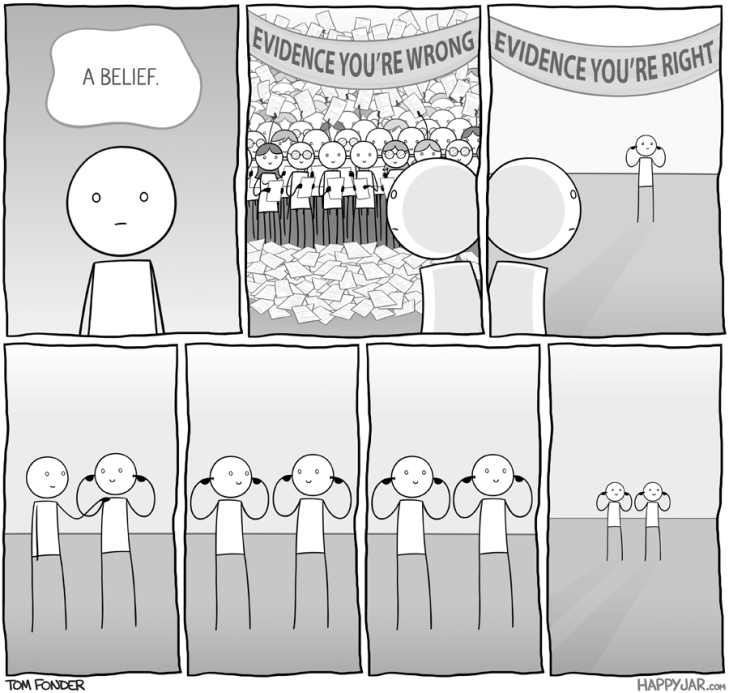 A BELIEF.
EVIDENCE YOU'RE WRONG
EVIDENCE YOU'RE RIGHT
TOM FONDER
HAPPYJAR.COM